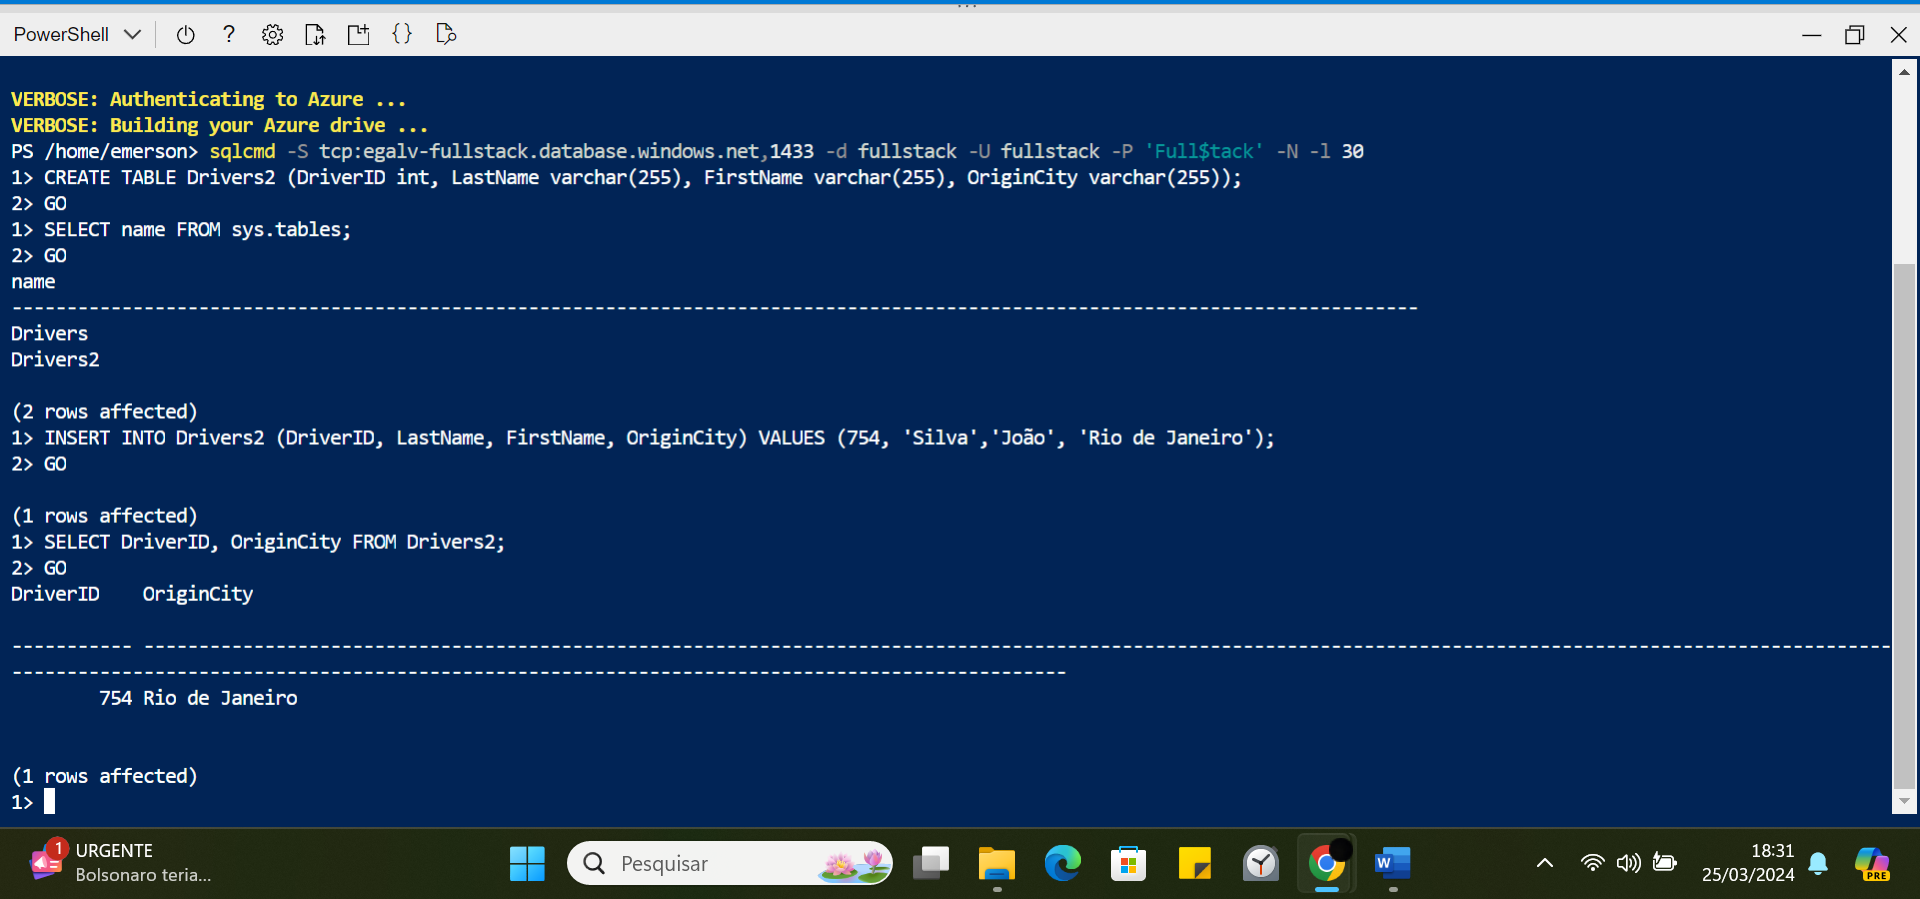 PowerShell
VERBOSE: Authenticating to Azure ...
VERBOSE: Building your Azure drive ...
PS /home/emerson> sqlcmd -S tcp:egalv-fullstack.database.windows.net,1433 -d fullstack -U fullstack -P 'Full$tack' -N -l 30
1> CREATE TABLE Drivers2 (DriverID int, LastName varchar(255), FirstName varchar(255), OriginCity varchar(255));
2> GO
1> SELECT name FROM sys.tables;
2> GO
name
--------------------------------------------------------------------------------------------------------------------------------
Drivers
Drivers2
(2 rows affected)
1> INSERT INTO Drivers2 (DriverID, LastName, FirstName, OriginCity) VALUES (754, 'Silva','João', 'Rio de Janeiro');
2> GO
(1 rows affected)
1> SELECT DriverID, OriginCity FROM Drivers2;
2> GO
DriverID    OriginCity
----------- ---------------------------------------------------------------------------------------------------------------------------------------------------------------
------------------------------------------------------------------------------------------------
        754 Rio de Janeiro
(1 rows affected)
1>
1
URGENTE
Bolsonaro teria...
Pesquisar
W
18:31
25/03/2024
PRE